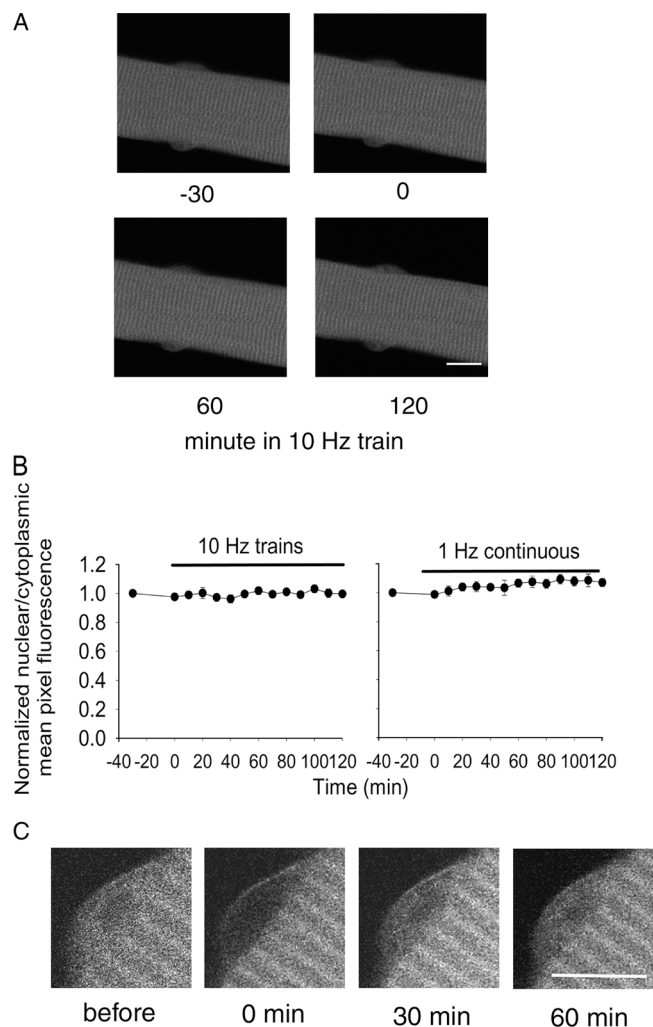 A
-30 0
60 120
minute in 10 Hz train
B
Normalized nuclear/cytoplasmic
mean pixel fluorescence
10 Hz trains 1 Hz continuous
1.2
1.0
0.8
0.6
0.4
0.2
0.0
-40 -20 0 20 40 60 80 100120 -40 -20 0 20 40 60 80 100120
Time (min)
C
before 0 min 30 min 60 min